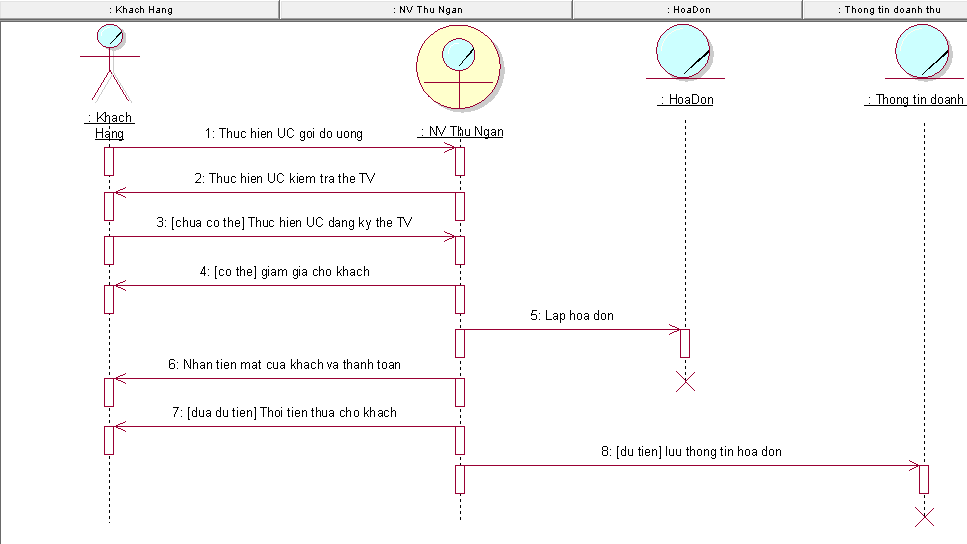 : Khach Hang
: NV Thu Ngan
: HoaDon
: Thong tin doanh thu
: Khach
Hang
: NV Thu Ngan
: HoaDon
: Thong tin doanh
1: Thuc hien UC goi do uong
2: Thuc hien UC kiem tra the TV
3: [chua co the] Thuc hien UC dang ky the TV
4: [co the] giam gia cho khach
5: Lap hoa don
6: Nhan tien mat cua khach va thanh toan
7: [dua du tien] Thoi tien thua cho khach
8: [du tien] luu thong tin hoa don